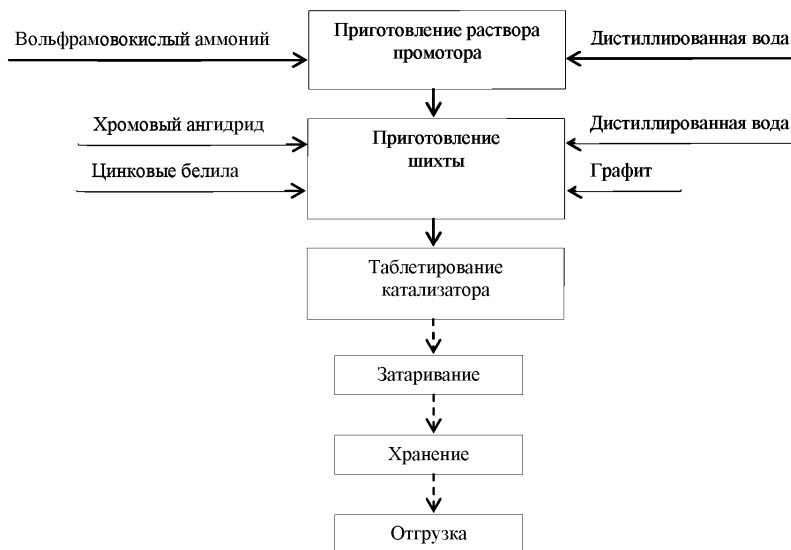 Вольфрамовокислый аммоний
Приготовление раствора
промотора
Дистиллированная вода
Хромовый ангидрид
Приготовление
шихты
Дистиллированная вода
Цинковые белила
Графит
Таблетирование
катализатора
Затаривание
Хранение
Отгрузка